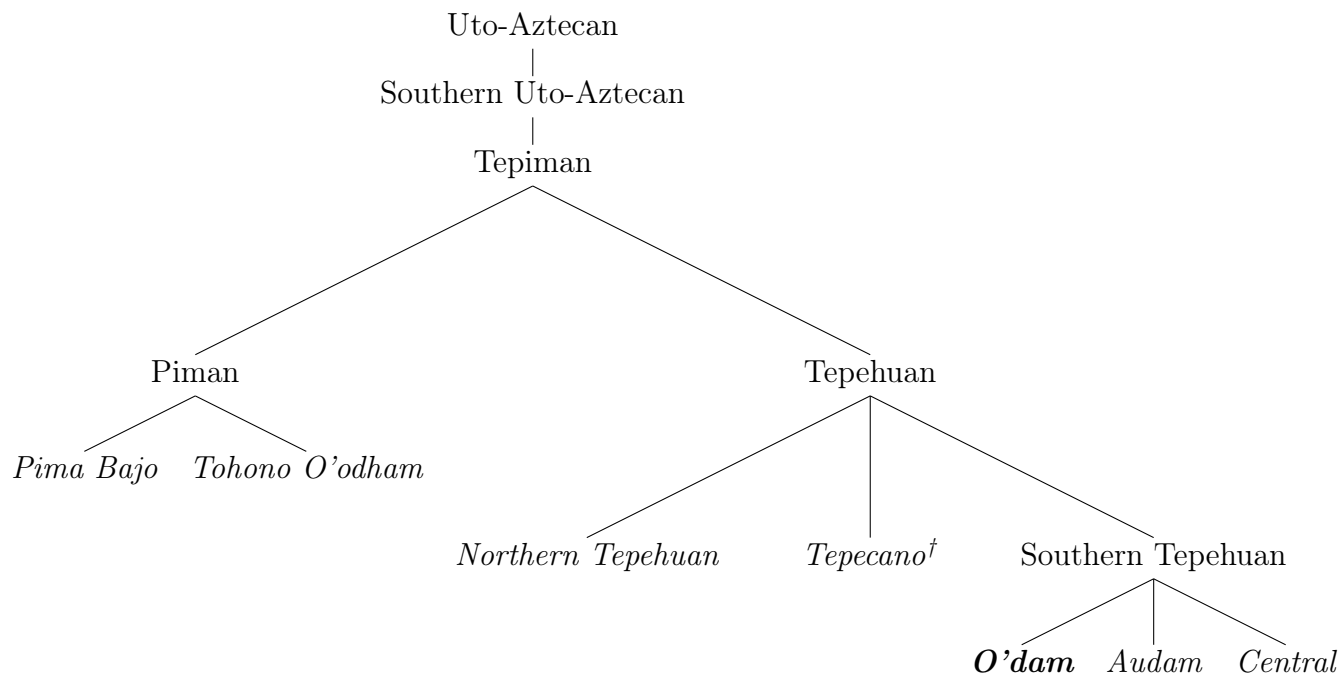 Uto-Aztecan
Southern Uto-Aztecan
Tepiman
Piman
Tepehuan
Pima Bajo
Tohono O’odham
Northern Tepehuan
Tepecano†
Southern Tepehuan
O’dam
Audam
Central